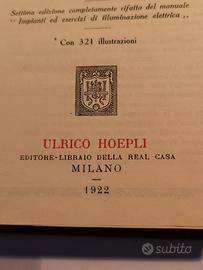 Settima edizione completamente rifatta del manuale
"Impianti ed esercizi di Illuminazione elettrica „
Con 321 illustrazioni
ULRICO HOEPLI
EDITORE-LIBRAIO DELLA REAL CASA
MILANO
1922
subito